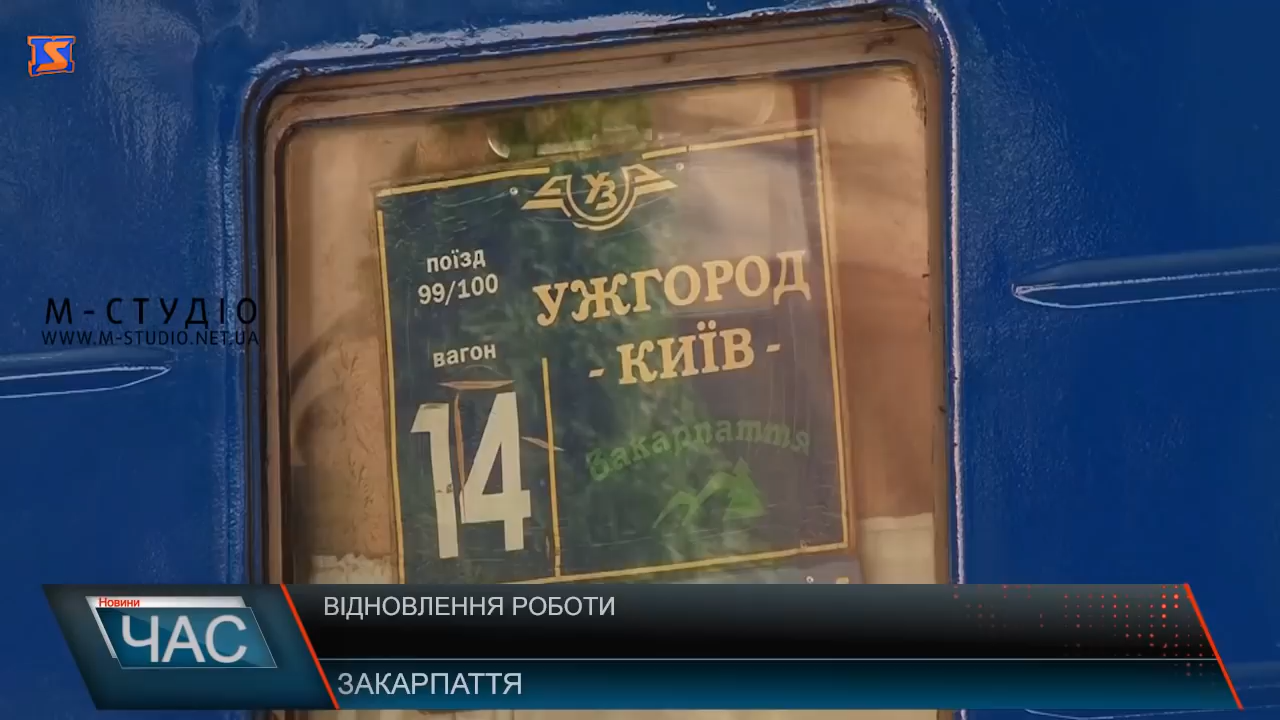 УЗ
поїзд
99/100
УЖГОРОД
- КИЇВ -
вагон
14
Закарпаття
М-СТУДІО
WWW.M-STUDIO.NET.UA
Новини
ЧАС
ВІДНОВЛЕННЯ РОБОТИ
ЗАКАРПАТТЯ